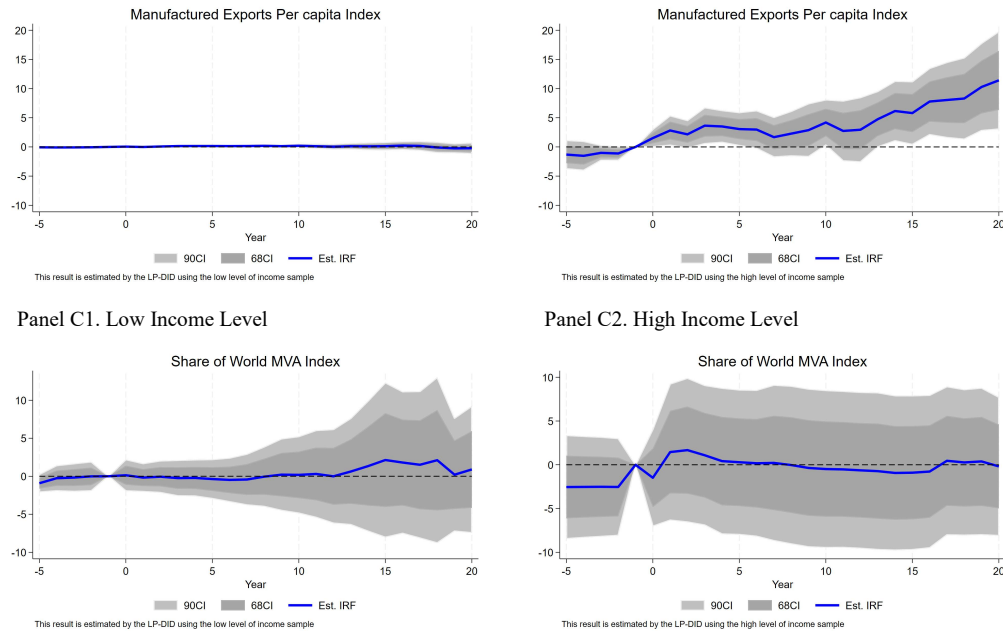 Manufactured Exports Per capita Index
20
15
10
5
0
-5
-10
-5 0 5 10 15 20
Year
90CI 68CI Est. IRF
This result is estimated by the LP-DID using the low level of income sample
Manufactured Exports Per capita Index
20
15
10
5
0
-5
-10
-5 0 5 10 15 20
Year
90CI 68CI Est. IRF
This result is estimated by the LP-DID using the high level of income sample
Panel C1. Low Income Level
Panel C2. High Income Level
Share of World MVA Index
10
5
0
-5
-10
-5 0 5 10 15 20
Year
90CI 68CI Est. IRF
This result is estimated by the LP-DID using the low level of income sample
Share of World MVA Index
10
5
0
-5
-10
-5 0 5 10 15 20
Year
90CI 68CI Est. IRF
This result is estimated by the LP-DID using the high level of income sample